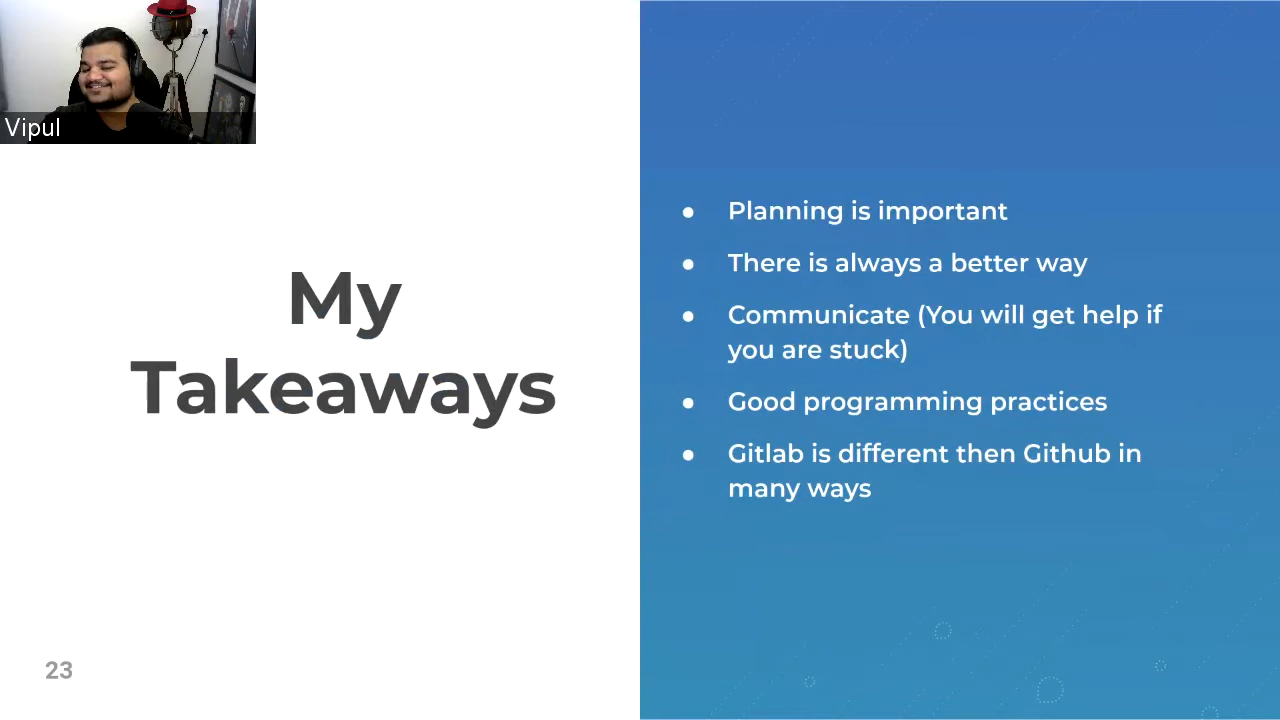 Vipul
My
Takeaways
● Planning is important
● There is always a better way
● Communicate (You will get help if
you are stuck)
● Good programming practices
● Gitlab is different then Github in
many ways
23